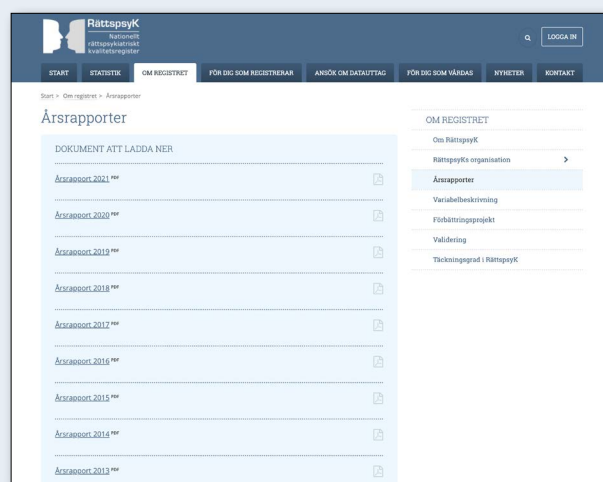 RättspsyK
Nationellt
rättspsykiatriskt
kvalitetsregister
LOGGA IN
START STATISTIK OM REGISTRET FÖR DIG SOM REGISTRERAR ANSÖK OM DATAUTTAG FÖR DIG SOM VÅRDAS NYHETER KONTAKT
Start > Om registret > Årsrapporter
Årsrapporter
DOKUMENT ATT LADDA NER
Årsrapport 2021 PDF
Årsrapport 2020 PDF
Årsrapport 2019 PDF
Årsrapport 2018 PDF
Årsrapport 2017 PDF
Årsrapport 2016 PDF
Årsrapport 2015 PDF
Årsrapport 2014 PDF
Årsrapport 2013 PDF
OM REGISTRET
Om RättspsyK
RättspsyKs organisation
Årsrapporter
Variabelbeskrivning
Förbättringsprojekt
Validering
Täckningsgrad i RättspsyK